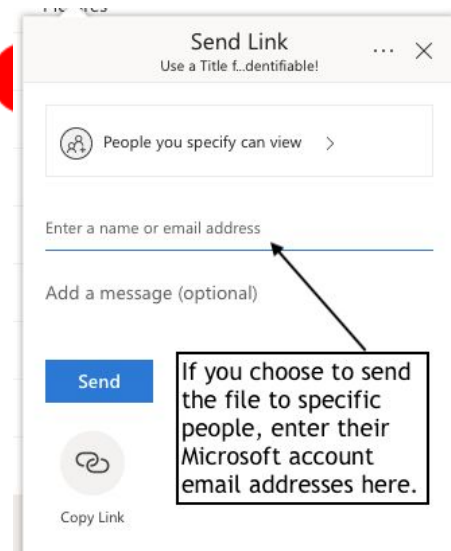 Send Link
Use a Title f...dentifiable!
People you specify can view
Enter a name or email address
Add a message (optional)
Send
If you choose to send
the file to specific
people, enter their
Microsoft account
email addresses here.
Copy Link